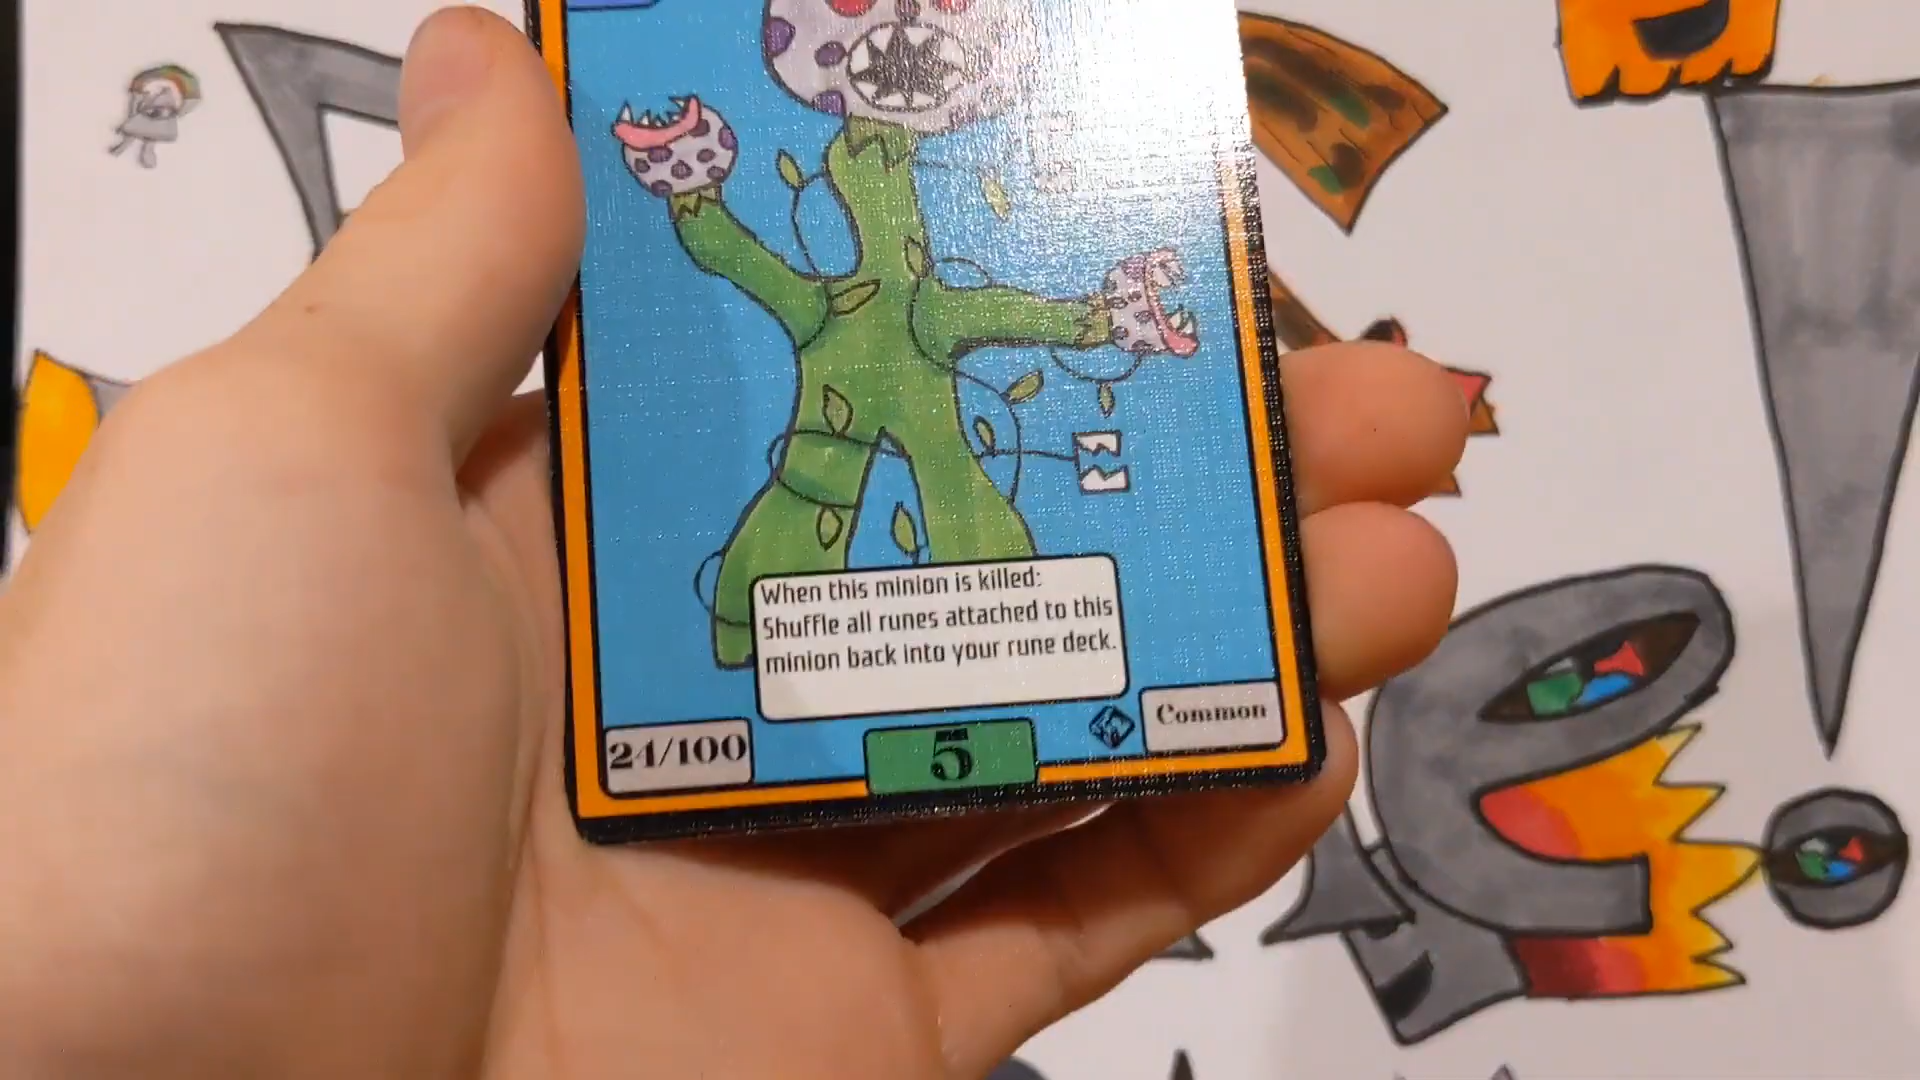 When this minion is killed:
Shuffle all runes attached to this
minion back into your rune deck.
24/100
5
Common